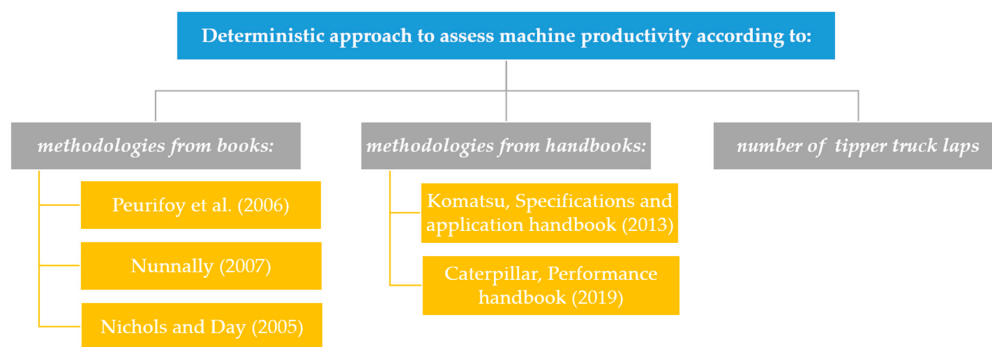 Deterministic approach to assess machine productivity according to:
methodologies from books:
methodologies from handbooks:
number of tipper truck laps
Peurifoy et al. (2006)
Nunnally (2007)
Nichols and Day (2005)
Komatsu, Specifications and
application handbook (2013)
Caterpillar, Performance
handbook (2019)